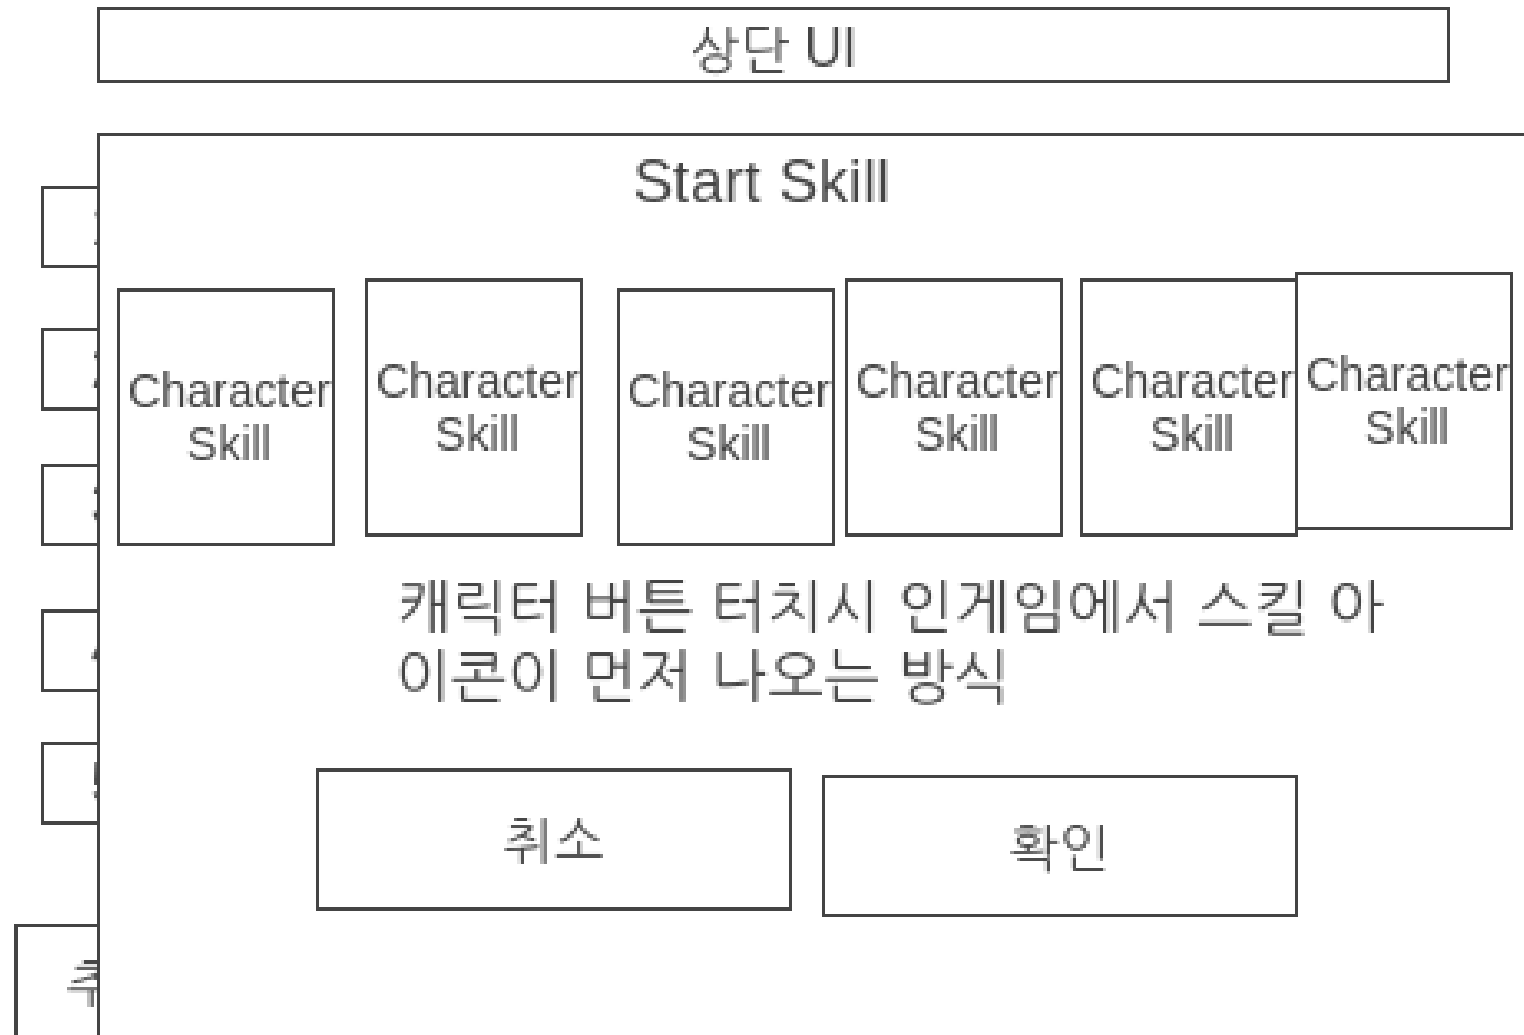 상단 UI
Start Skill
Character
Skill
Character
Skill
Character
Skill
Character
Skill
Character
Skill
Character
Skill
캐릭터 버튼 터치시 인게임에서 스킬 아
이콘이 먼저 나오는 방식
취소
확인